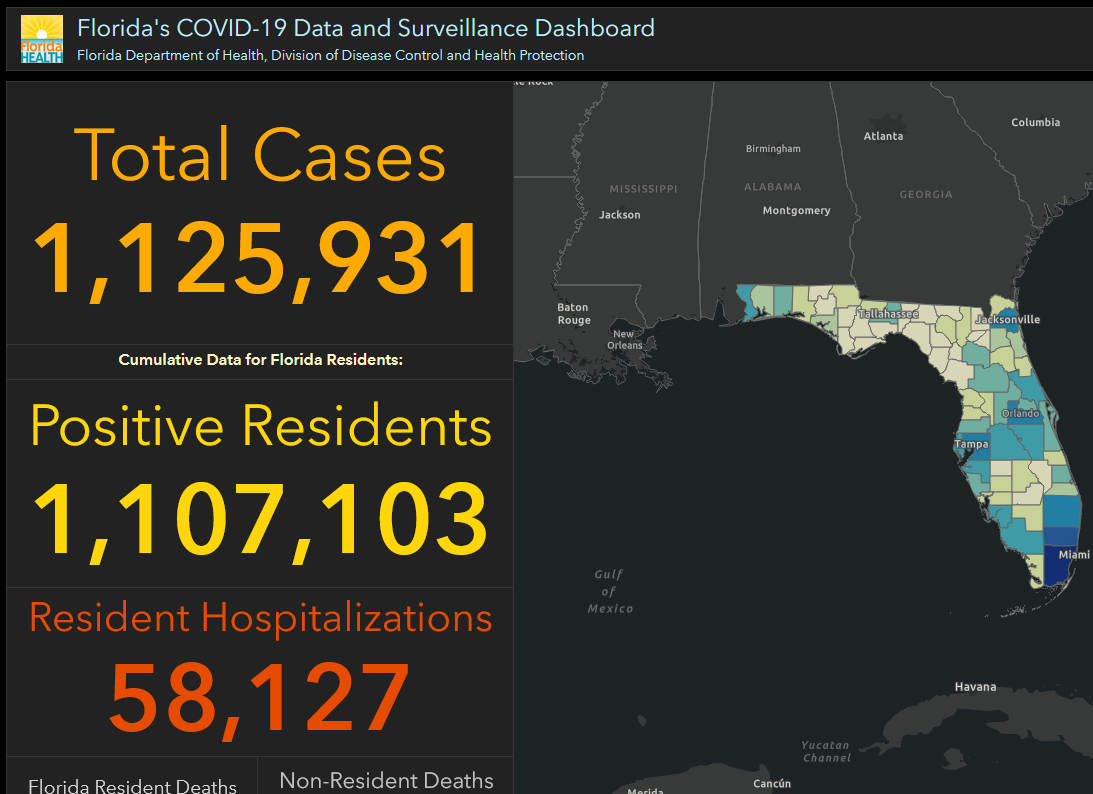 Florida HEALTH
Florida's COVID-19 Data and Surveillance Dashboard
Florida Department of Health, Division of Disease Control and Health Protection
Total Cases
1,125,931
Cumulative Data for Florida Residents:
Positive Residents
1,107,103
Resident Hospitalizations
58,127
Florida Resident Deaths
Non-Resident Deaths
Rock
Columbia
Atlanta
Birmingham
MISSISSIPPI
ALABAMA
GEORGIA
Jackson
Montgomery
Baton
Rouge
New
Orleans
Tallahassee
Jacksonville
Orlando
Tampa
Miami
Gulf
of
Mexico
Havana
Yucatan
Channel
Cancún
Merida